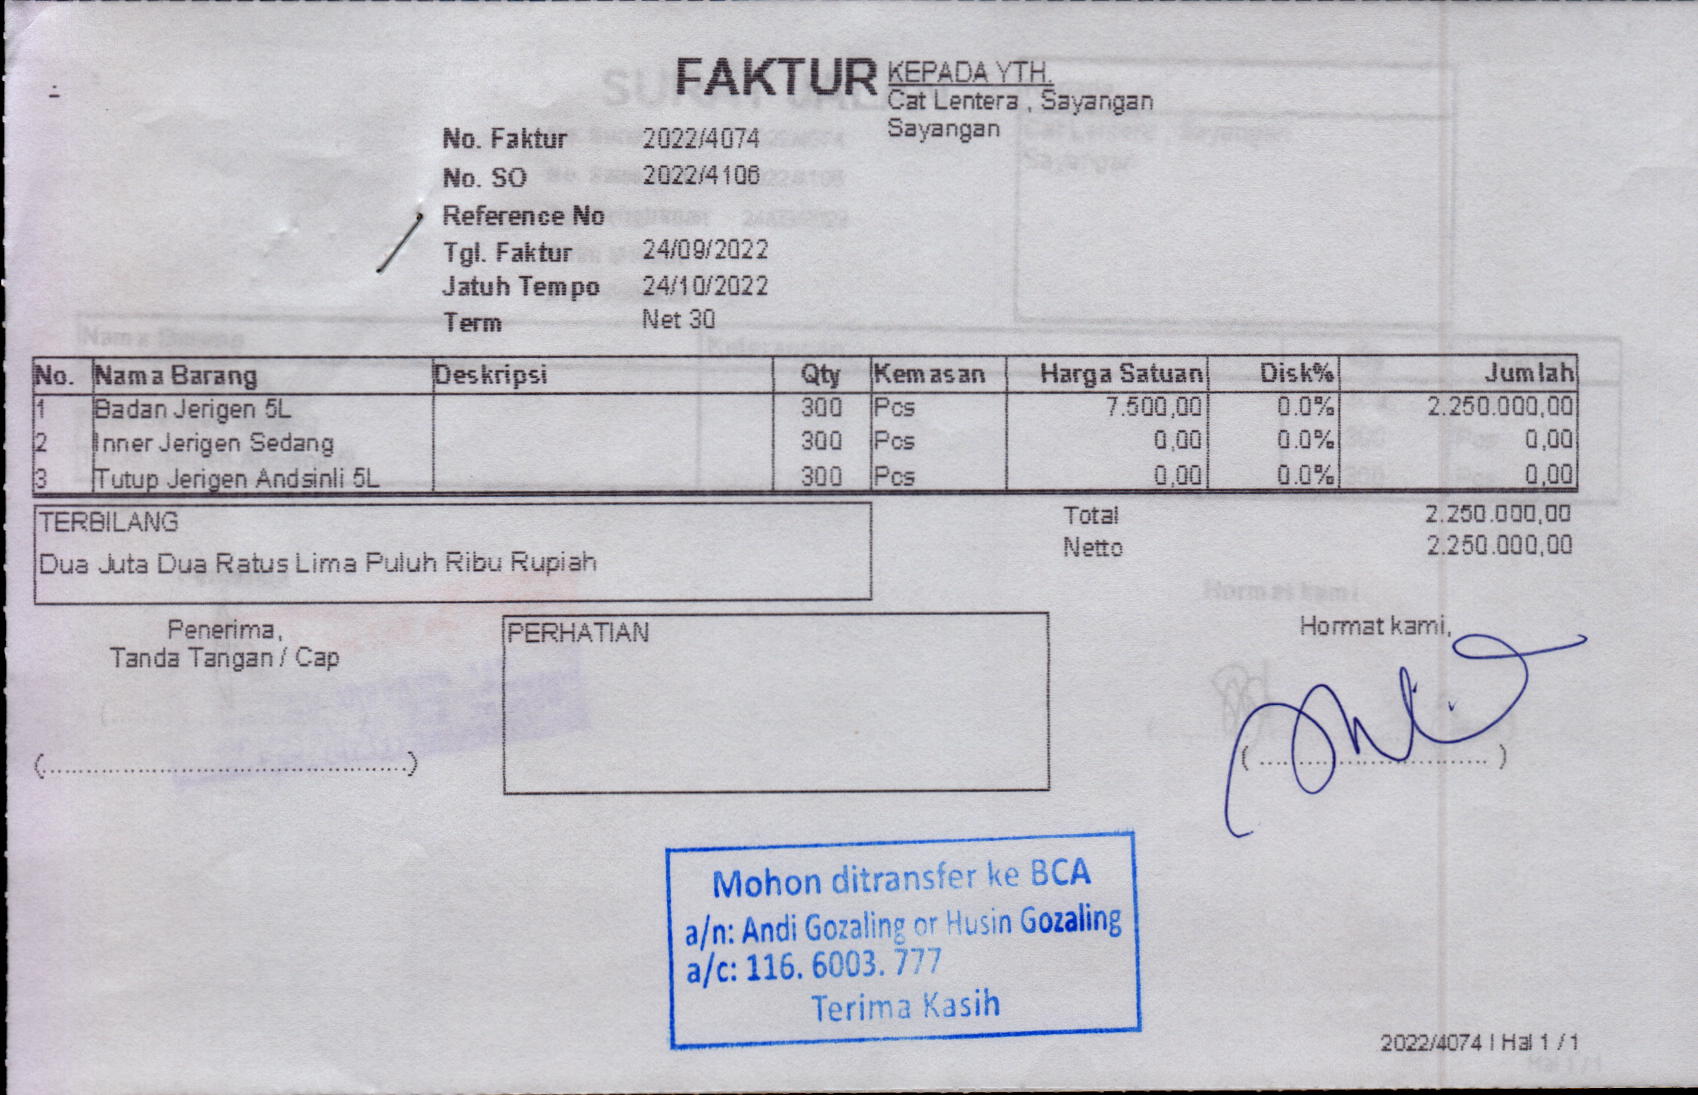 FAKTUR
KEPADA YTH.
Cat Lentera , Sayangan
Sayangan
No. Faktur 2022/4074
No. SO 2022/4106
Reference No
Tgl. Faktur 24/09/2022
Jatuh Tempo 24/10/2022
Term Net 30
No. Nama Barang Deskripsi Qty Kemasan Harga Satuan Disk% Jumlah
1 Badan Jerigen 5L 300 Pcs 7.500,00 0.0% 2.250.000,00
2 Inner Jerigen Sedang 300 Pcs 0,00 0.0% 0,00
3 Tutup Jerigen Andsinli 5L 300 Pcs 0,00 0.0% 0,00
TERBILANG
Dua Juta Dua Ratus Lima Puluh Ribu Rupiah
Total 2.250.000,00
Netto 2.250.000,00
Penerima,
Tanda Tangan / Cap
(................................................)
PERHATIAN
Hormat kami,
( .............................. )
Mohon ditransfer ke BCA
a/n: Andi Gozaling or Husin Gozaling
a/c: 116. 6003. 777
Terima Kasih
2022/4074 | Hal 1 / 1